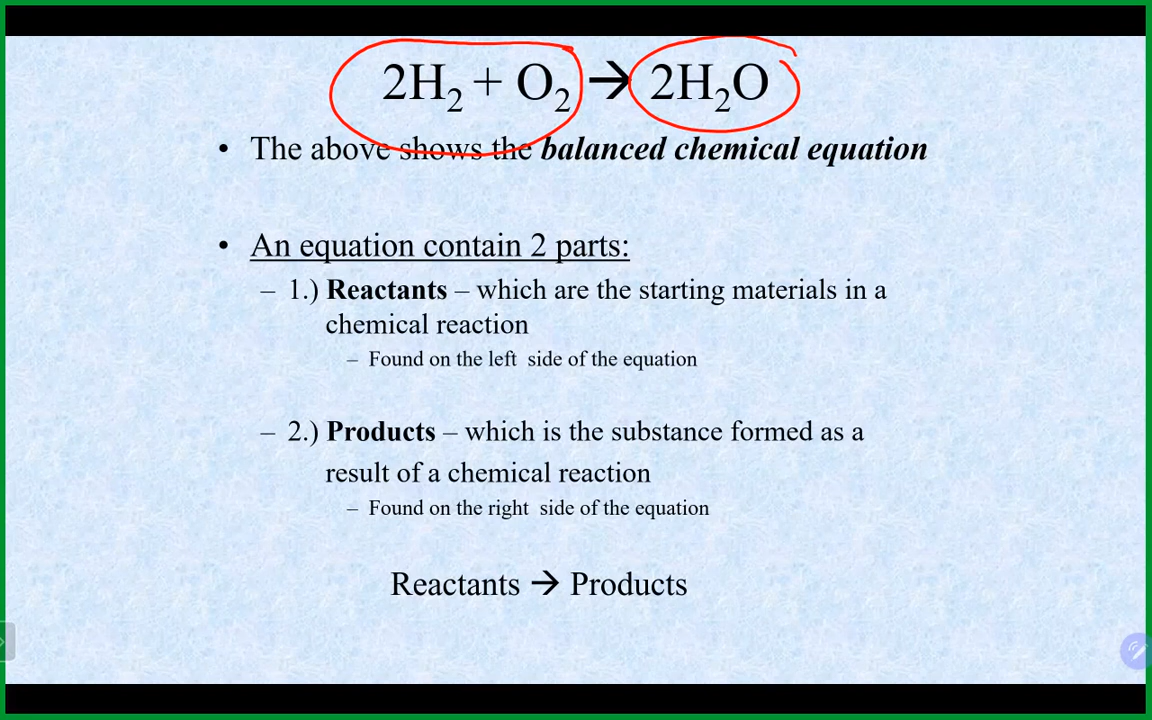 2H₂ + O₂ → 2H₂O
• The above shows the balanced chemical equation
• An equation contain 2 parts:
– 1.) Reactants – which are the starting materials in a
chemical reaction
– Found on the left side of the equation
– 2.) Products – which is the substance formed as a
result of a chemical reaction
– Found on the right side of the equation
Reactants → Products